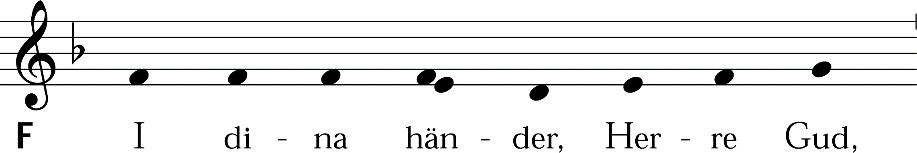 F I di - na hän - der, Her - re Gud,